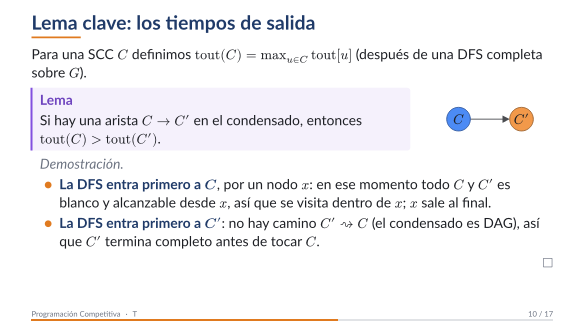 Lema clave: los tiempos de salida
Para una SCC C definimos tout(C) = max_{u∈C} tout[u] (después de una DFS completa
sobre G).
Lema
Si hay una arista C → C′ en el condensado, entonces
tout(C) > tout(C′).
C C′
Demostración.
La DFS entra primero a C, por un nodo x: en ese momento todo C y C′ es
blanco y alcanzable desde x, así que se visita dentro de x; x sale al final.
La DFS entra primero a C′: no hay camino C′ ⇝ C (el condensado es DAG), así
que C′ termina completo antes de tocar C.
□
Programación Competitiva · T 10 / 17